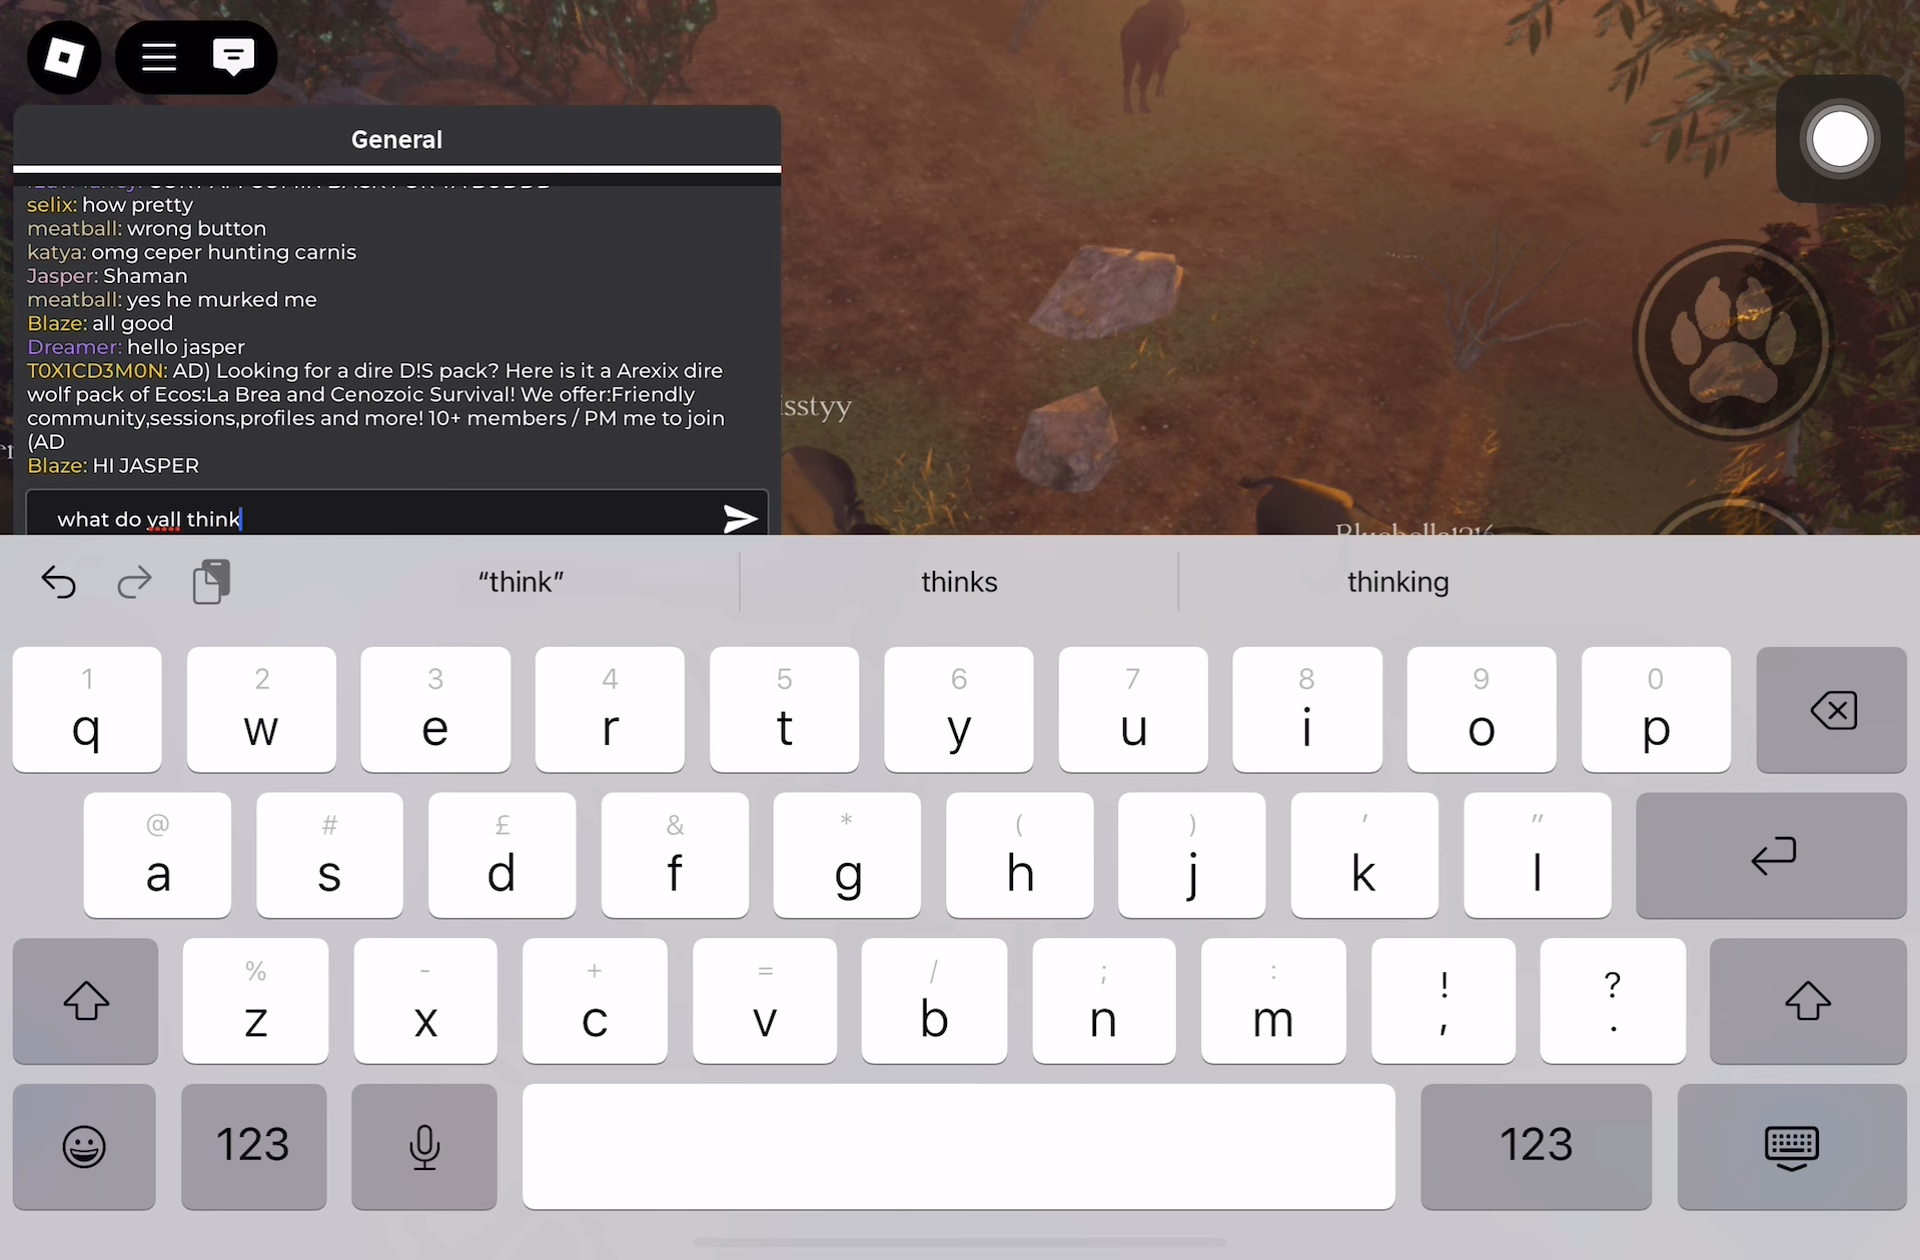 General
selix: how pretty
meatball: wrong button
katya: omg ceper hunting carnis
Jasper: Shaman
meatball: yes he murked me
Blaze: all good
Dreamer: hello jasper
T0X1CD3M0N: AD) Looking for a dire D!S pack? Here is it a Arexix dire
wolf pack of Ecos:La Brea and Cenozoic Survival! We offer:Friendly
community,sessions,profiles and more! 10+ members / PM me to join
(AD
Blaze: HI JASPER
isstyy
what do yall think
“think” thinks thinking
1 2 3 4 5 6 7 8 9 0
q w e r t y u i o p
@ # £ & * ( ) ' "
a s d f g h j k l
% - + = / ; : ! ?
z x c v b n m , .
123 123